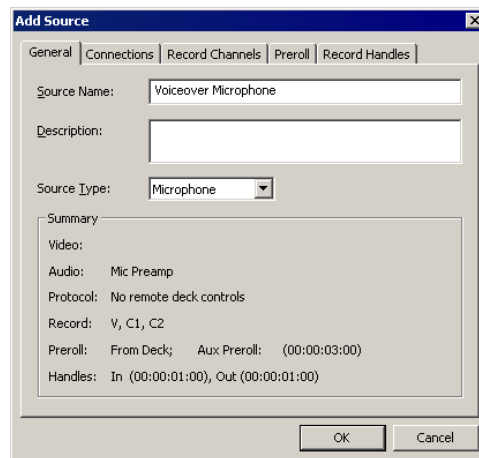 Add Source
General Connections Record Channels Preroll Record Handles
Source Name: Voiceover Microphone
Description:
Source Type: Microphone
Summary
Video:
Audio: Mic Preamp
Protocol: No remote deck controls
Record: V, C1, C2
Preroll: From Deck; Aux Preroll: (00:00:03:00)
Handles: In (00:00:01:00), Out (00:00:01:00)
OK Cancel